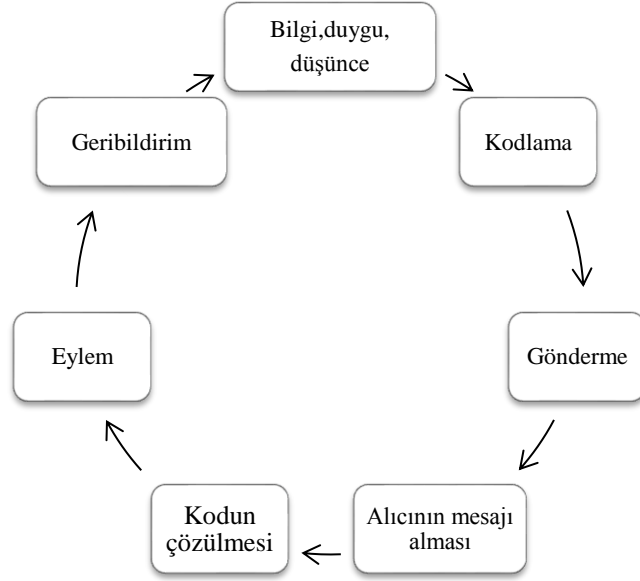 Bilgi,duygu,
düşünce
Kodlama
Gönderme
Alıcının mesajı
alması
Kodun
çözülmesi
Eylem
Geribildirim